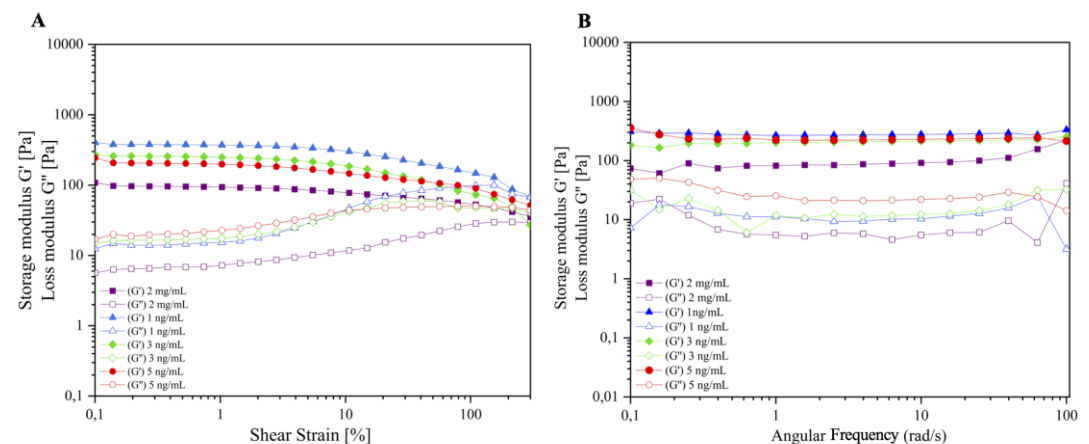 A
Storage modulus G' [Pa]
Loss modulus G'' [Pa]
10000
1000
100
10
1
0,1
(G') 2 mg/mL
(G'') 2 mg/mL
(G') 1 ng/mL
(G'') 1 ng/mL
(G') 3 ng/mL
(G'') 3 ng/mL
(G') 5 ng/mL
(G'') 5 ng/mL
0,1
1
10
100
Shear Strain [%]
B
Storage modulus G' [Pa]
Loss modulus G'' [Pa]
10000
1000
100
10
1
0,1
0,01
(G') 2 mg/mL
(G'') 2 mg/mL
(G') 1ng/mL
(G'') 1 ng/mL
(G') 3 ng/mL
(G'') 3 ng/mL
(G') 5 ng/mL
(G'') 5 ng/mL
0,1
1
10
100
Angular Frequency (rad/s)